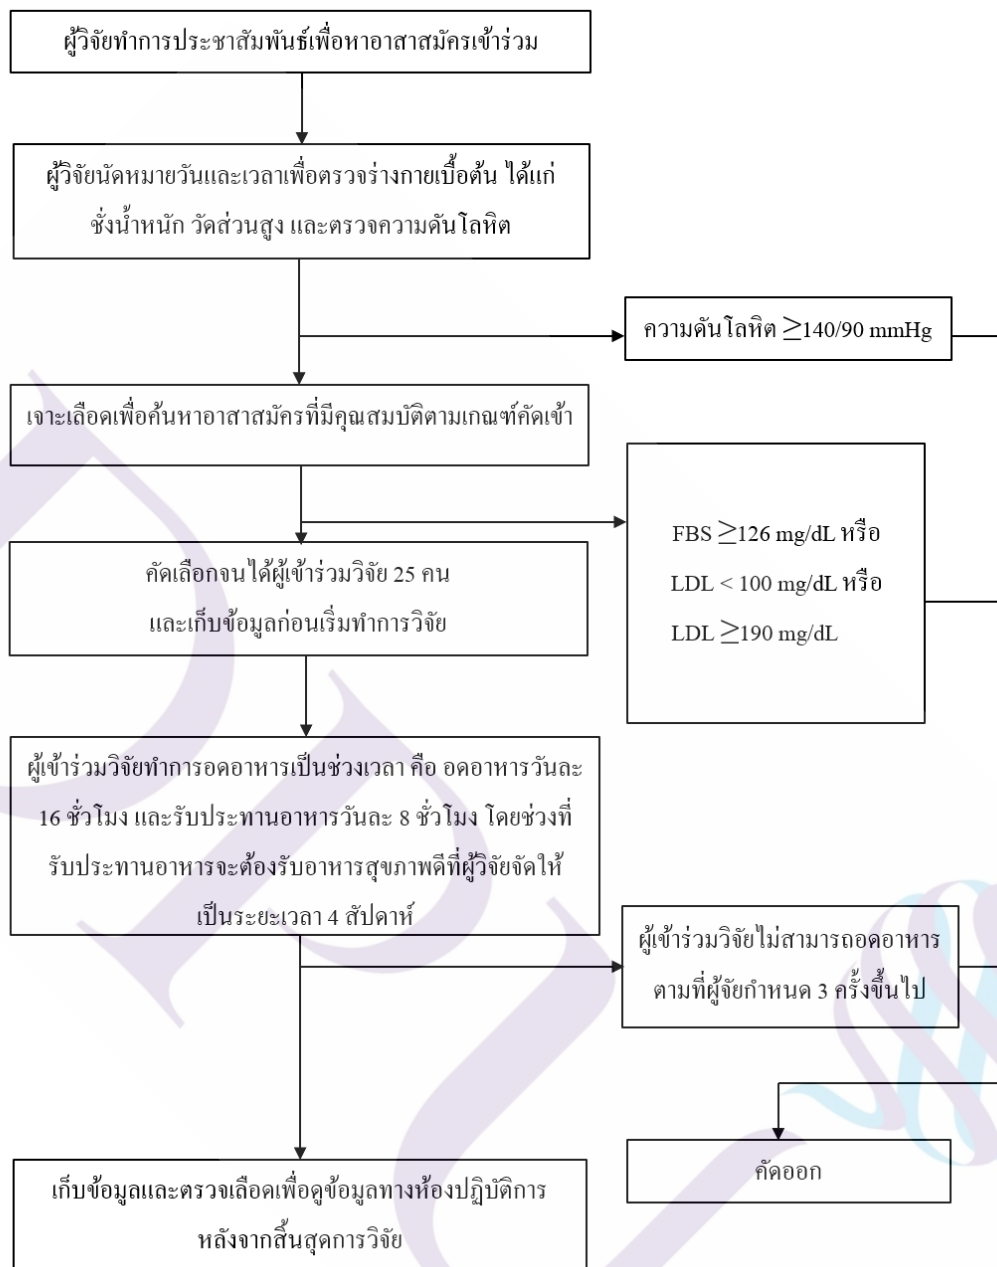 ผู้วิจัยทำการประชาสัมพันธ์เพื่อหาอาสาสมัครเข้าร่วม
ผู้วิจัยนัดหมายวันและเวลาเพื่อตรวจร่างกายเบื้อต้น ได้แก่
ชั่งน้ำหนัก วัดส่วนสูง และตรวจความดันโลหิต
ความดันโลหิต ≥140/90 mmHg
เจาะเลือดเพื่อค้นหาอาสาสมัครที่มีคุณสมบัติตามเกณฑ์คัดเข้า
FBS ≥126 mg/dL หรือ
LDL < 100 mg/dL หรือ
LDL ≥190 mg/dL
คัดเลือกจนได้ผู้เข้าร่วมวิจัย 25 คน
และเก็บข้อมูลก่อนเริ่มทำการวิจัย
ผู้เข้าร่วมวิจัยทำการอดอาหารเป็นช่วงเวลา คือ อดอาหารวันละ
16 ชั่วโมง และรับประทานอาหารวันละ 8 ชั่วโมง โดยช่วงที่
รับประทานอาหารจะต้องรับอาหารสุขภาพดีที่ผู้วิจัยจัดให้
เป็นระยะเวลา 4 สัปดาห์
ผู้เข้าร่วมวิจัยไม่สามารถอดอาหาร
ตามที่ผู้จัยกำหนด 3 ครั้งขึ้นไป
คัดออก
เก็บข้อมูลและตรวจเลือดเพื่อดูข้อมูลทางห้องปฏิบัติการ
หลังจากสิ้นสุดการวิจัย